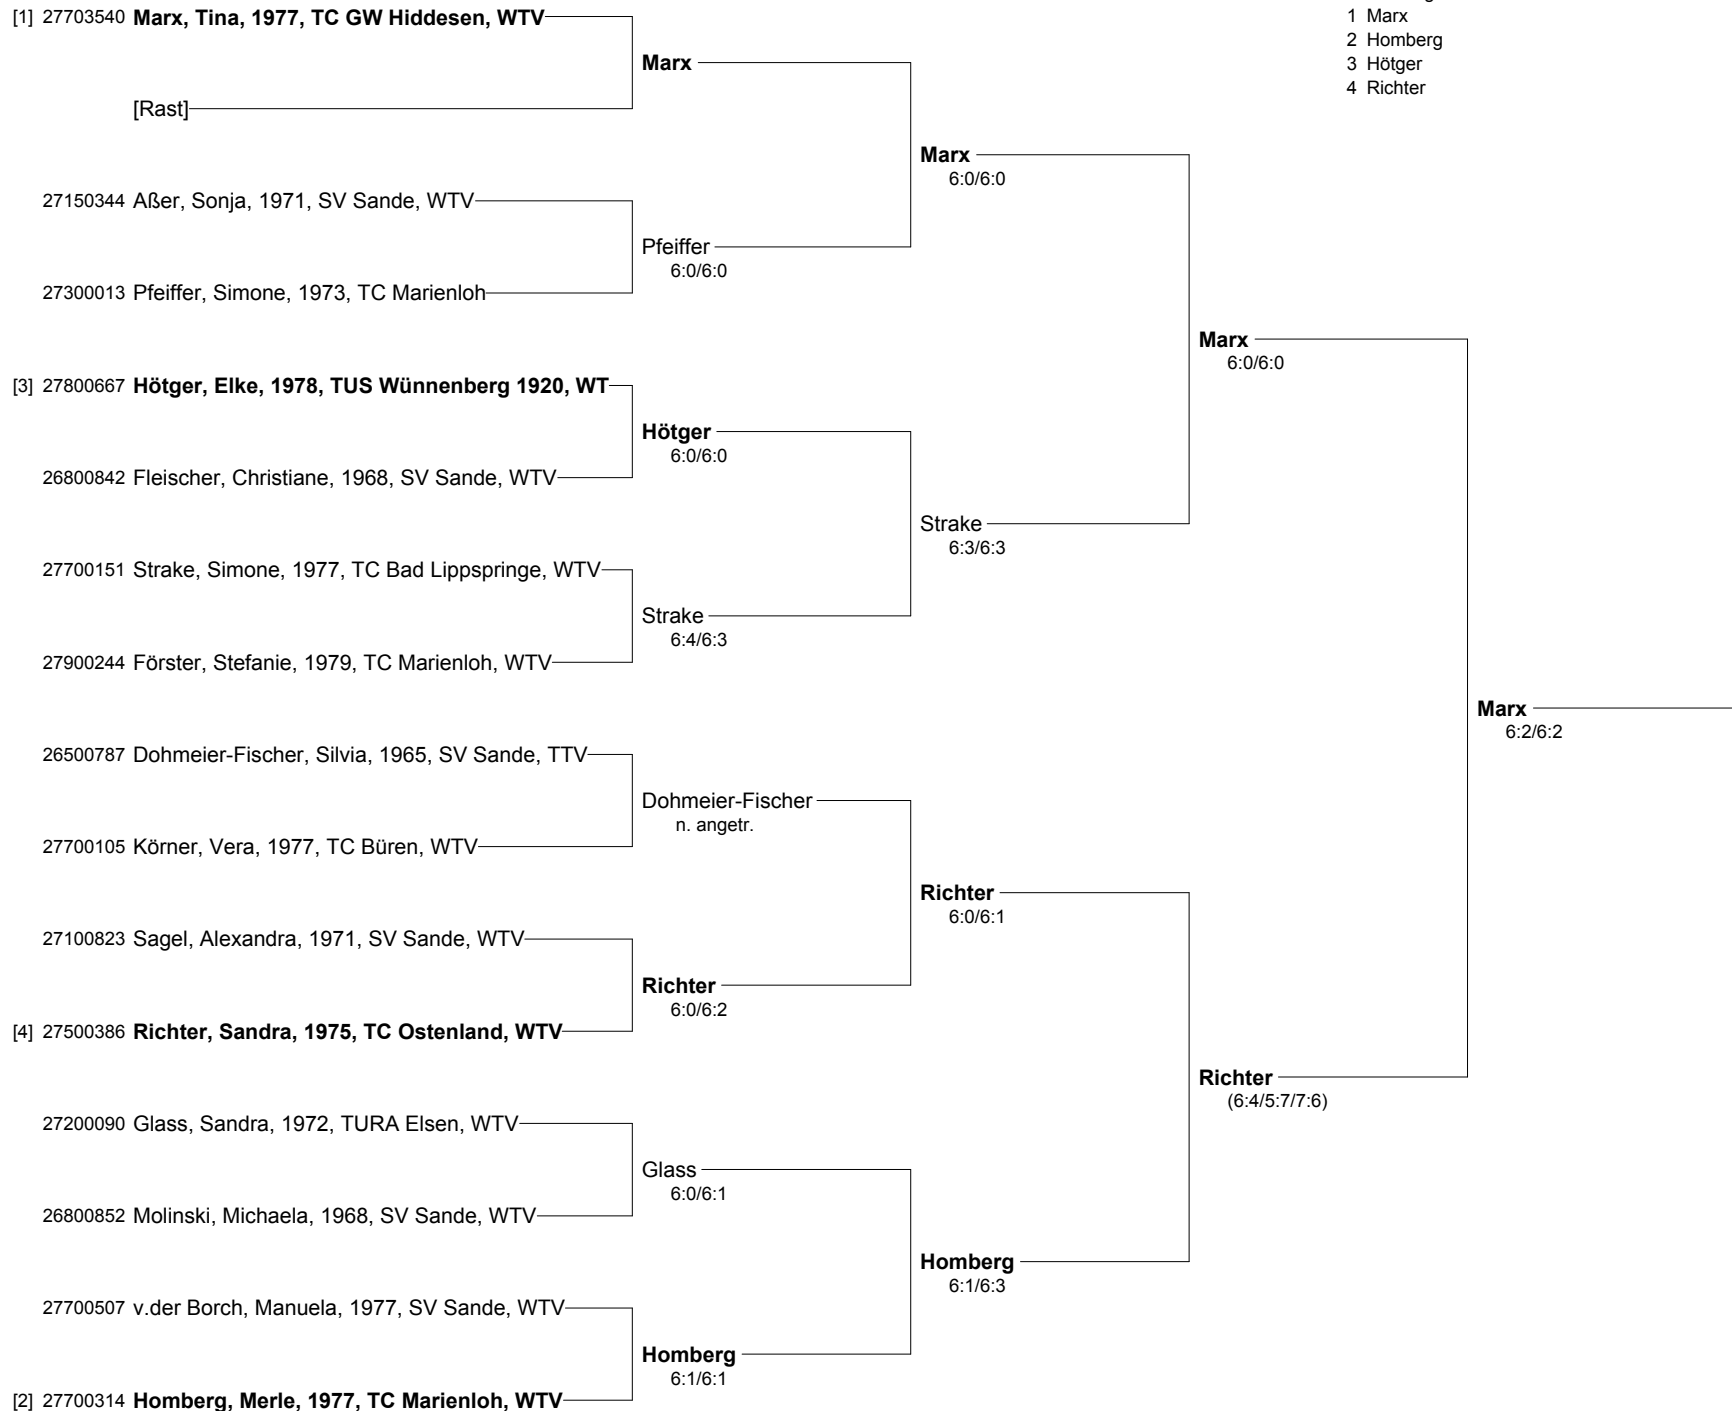 1 Marx
2 Homberg
3 Hötger
4 Richter
[1] 27703540 Marx, Tina, 1977, TC GW Hiddesen, WTV
Marx
[Rast]
Marx
6:0/6:0
27150344 Aßer, Sonja, 1971, SV Sande, WTV
Pfeiffer
6:0/6:0
27300013 Pfeiffer, Simone, 1973, TC Marienloh
Marx
6:0/6:0
[3] 27800667 Hötger, Elke, 1978, TUS Wünnenberg 1920, WT
Hötger
6:0/6:0
26800842 Fleischer, Christiane, 1968, SV Sande, WTV
Strake
6:3/6:3
27700151 Strake, Simone, 1977, TC Bad Lippspringe, WTV
Strake
6:4/6:3
27900244 Förster, Stefanie, 1979, TC Marienloh, WTV
Marx
6:2/6:2
26500787 Dohmeier-Fischer, Silvia, 1965, SV Sande, TTV
Dohmeier-Fischer
n. angetr.
27700105 Körner, Vera, 1977, TC Büren, WTV
Richter
6:0/6:1
27100823 Sagel, Alexandra, 1971, SV Sande, WTV
Richter
6:0/6:2
[4] 27500386 Richter, Sandra, 1975, TC Ostenland, WTV
Richter
(6:4/5:7/7:6)
27200090 Glass, Sandra, 1972, TURA Elsen, WTV
Glass
6:0/6:1
26800852 Molinski, Michaela, 1968, SV Sande, WTV
Homberg
6:1/6:3
27700507 v.der Borch, Manuela, 1977, SV Sande, WTV
Homberg
6:1/6:1
[2] 27700314 Homberg, Merle, 1977, TC Marienloh, WTV